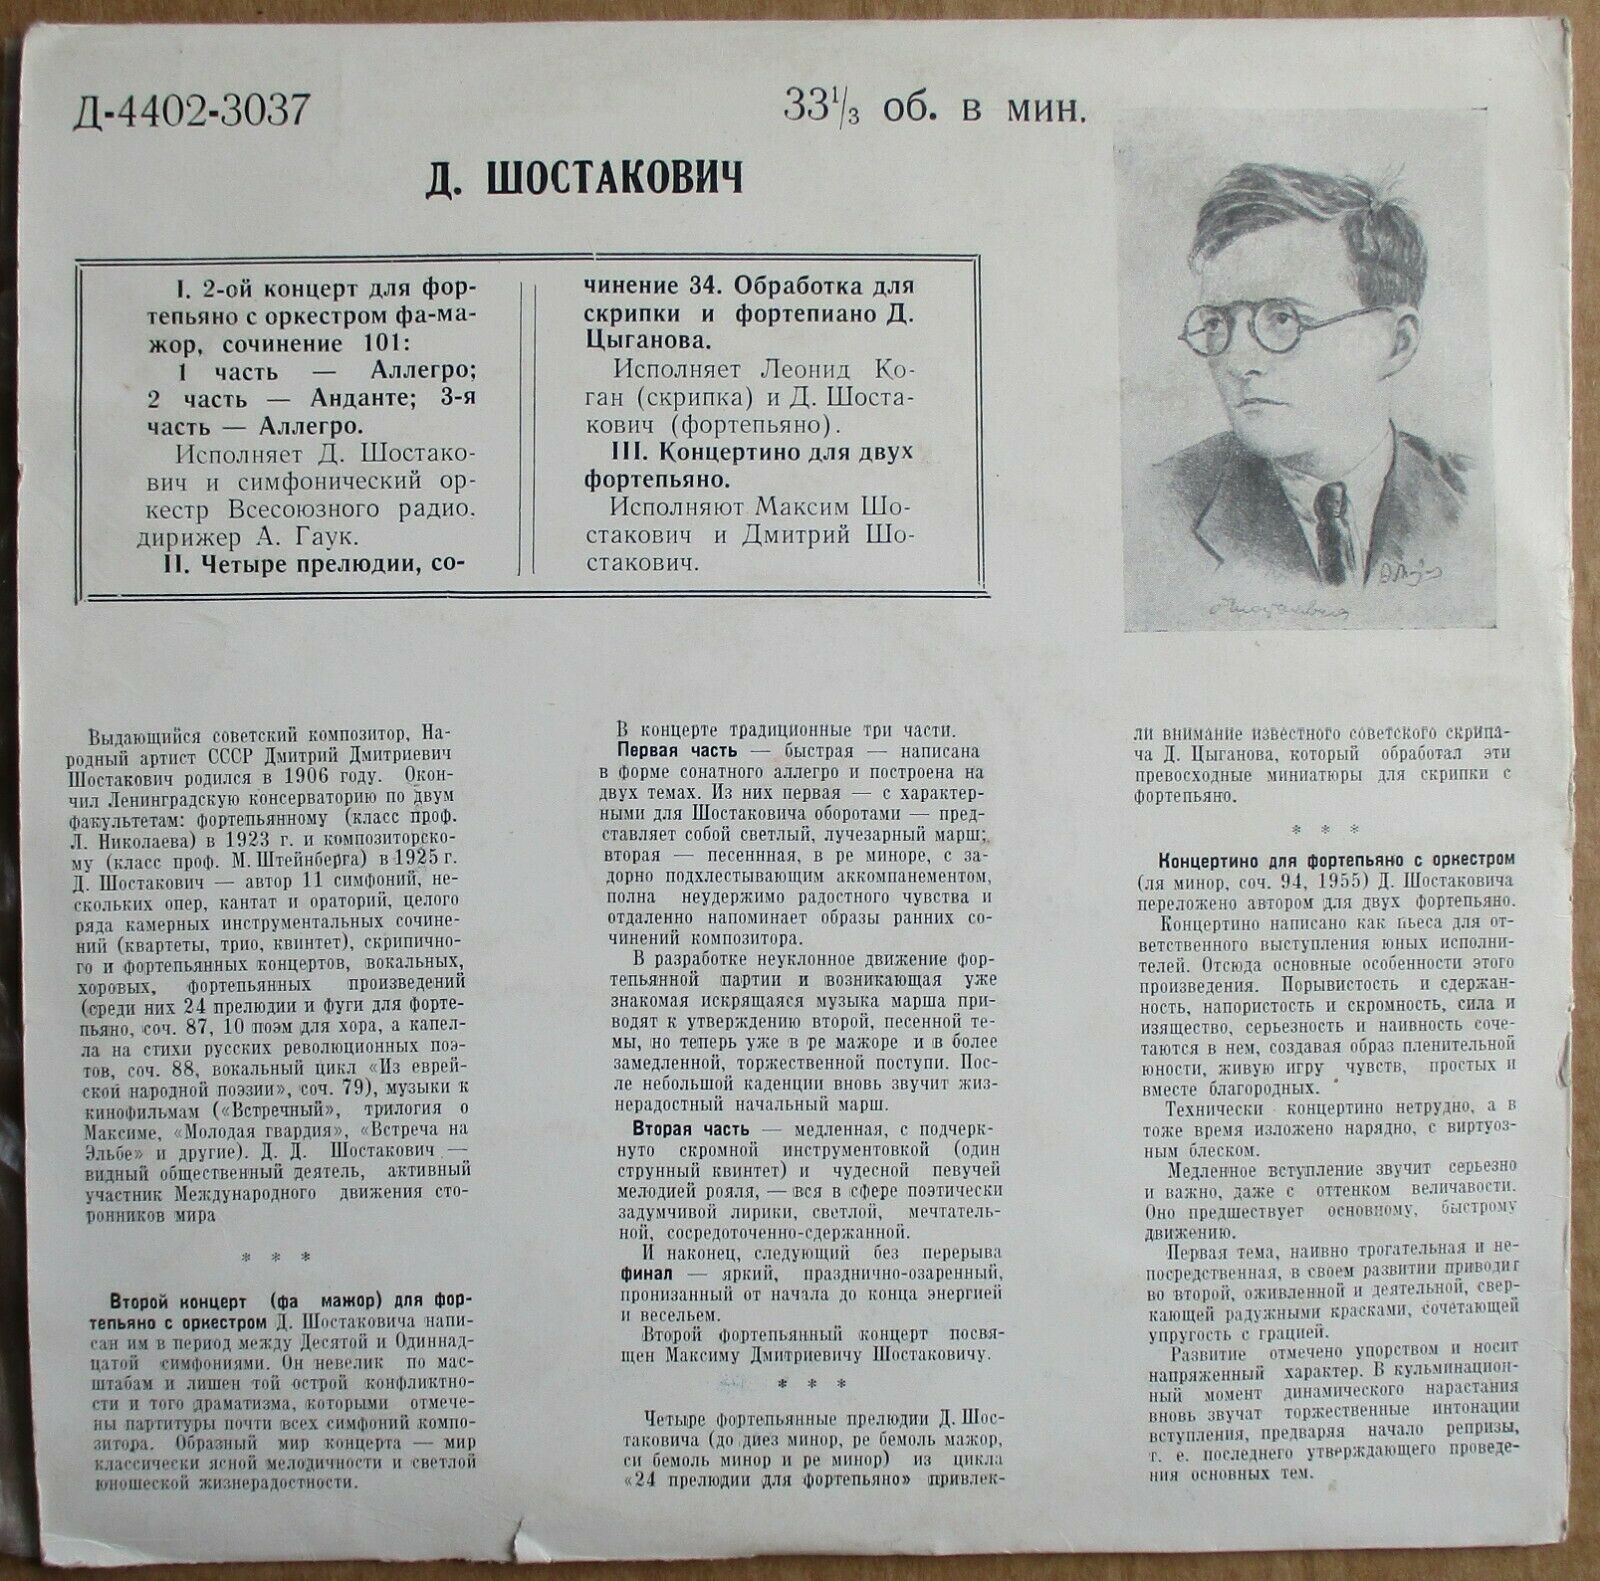 Д-4402-3037
33¹/₃ об. в мин.
Д. ШОСТАКОВИЧ
I. 2-ой концерт для фор-
тепьяно с оркестром фа-ма-
жор, сочинение 101:
1 часть — Аллегро;
2 часть — Анданте; 3-я
часть — Аллегро.
Исполняет Д. Шостако-
вич и симфонический ор-
кестр Всесоюзного радио.
дирижер А. Гаук.
II. Четыре прелюдии, со-
чинение 34. Обработка для
скрипки и фортепиано Д.
Цыганова.
Исполняет Леонид Ко-
ган (скрипка) и Д. Шоста-
кович (фортепьяно).
III. Концертино для двух
фортепьяно.
Исполняют Максим Шо-
стакович и Дмитрий Шо-
стакович.
Выдающийся советский композитор, На-
родный артист СССР Дмитрий Дмитриевич
Шостакович родился в 1906 году. Окон-
чил Ленинградскую консерваторию по двум
факультетам: фортепьянному (класс проф.
Л. Николаева) в 1923 г. и композиторско-
му (класс проф. М. Штейнберга) в 1925 г.
Д. Шостакович — автор 11 симфоний, не-
скольких опер, кантат и ораторий, целого
ряда камерных инструментальных сочине-
ний (квартеты, трио, квинтет), скрипично-
го и фортепьянных концертов, вокальных,
хоровых, фортепьянных произведений
(среди них 24 прелюдии и фуги для форте-
пьяно, соч. 87, 10 поэм для хора, а капел-
ла на стихи русских революционных поэ-
тов, соч. 88, вокальный цикл «Из еврей-
ской народной поэзии», соч. 79), музыки к
кинофильмам («Встречный», трилогия о
Максиме, «Молодая гвардия», «Встреча на
Эльбе» и другие). Д. Д. Шостакович —
видный общественный деятель, активный
участник Международного движения сто-
ронников мира
* * *
Второй концерт (фа мажор) для фор-
тепьяно с оркестром Д. Шостаковича напи-
сан им в период между Десятой и Одиннад-
цатой симфониями. Он невелик по мас-
штабам и лишен той острой конфликтно-
сти и того драматизма, которыми отмече-
ны партитуры почти всех симфоний компо-
зитора. Образный мир концерта — мир
классически ясной мелодичности и светлой
юношеской жизнерадостности.
В концерте традиционные три части.
Первая часть — быстрая — написана
в форме сонатного аллегро и построена на
двух темах. Из них первая — с характер-
ными для Шостаковича оборотами — пред-
ставляет собой светлый, лучезарный марш;
вторая — песеннная, в ре миноре, с за-
дорно подхлестывающим аккомпанементом,
полна неудержимо радостного чувства и
отдаленно напоминает образы ранних со-
чинений композитора.
В разработке неуклонное движение фор-
тепьянной партии и возникающая уже
знакомая искрящаяся музыка марша при-
водят к утверждению второй, песенной те-
мы, но теперь уже в ре мажоре и в более
замедленной, торжественной поступи. Пос-
ле небольшой каденции вновь звучит жиз-
нерадостный начальный марш.
Вторая часть — медленная, с подчерк-
нуто скромной инструментовкой (один
струнный квинтет) и чудесной певучей
мелодией рояля, — вся в сфере поэтически
задумчивой лирики, светлой, мечтатель-
ной, сосредоточенно-сдержанной.
И наконец, следующий без перерыва
финал — яркий, празднично-озаренный,
пронизанный от начала до конца энергией
и весельем.
Второй фортепьянный концерт посвя-
щен Максиму Дмитриевичу Шостаковичу.
* * *
Четыре фортепьянные прелюдии Д. Шос-
таковича (до диез минор, ре бемоль мажор,
си бемоль минор и ре минор) из цикла
«24 прелюдии для фортепьяно» привлек-
ли внимание известного советского скрипа-
ча Д. Цыганова, который обработал эти
превосходные миниатюры для скрипки с
фортепьяно.
* * *
Концертино для фортепьяно с оркестром
(ля минор, соч. 94, 1955) Д. Шостаковича
переложено автором для двух фортепьяно.
Концертино написано как пьеса для от-
ветственного выступления юных исполни-
телей. Отсюда основные особенности этого
произведения. Порывистость и сдержан-
ность, напористость и скромность, сила и
изящество, серьезность и наивность соче-
таются в нем, создавая образ пленительной
юности, живую игру чувств, простых и
вместе благородных.
Технически концертино нетрудно, а в
тоже время изложено нарядно, с виртуоз-
ным блеском.
Медленное вступление звучит серьезно
и важно, даже с оттенком величавости.
Оно предшествует основному, быстрому
движению.
Первая тема, наивно трогательная и не-
посредственная, в своем развитии приводит
во второй, оживленной и деятельной, свер-
кающей радужными красками, сочетающей
упругость с грацией.
Развитие отмечено упорством и носит
напряженный характер. В кульминацион-
ный момент динамического нарастания
вновь звучат торжественные интонации
вступления, предваряя начало репризы,
т. е. последнего утверждающего проведе-
ния основных тем.